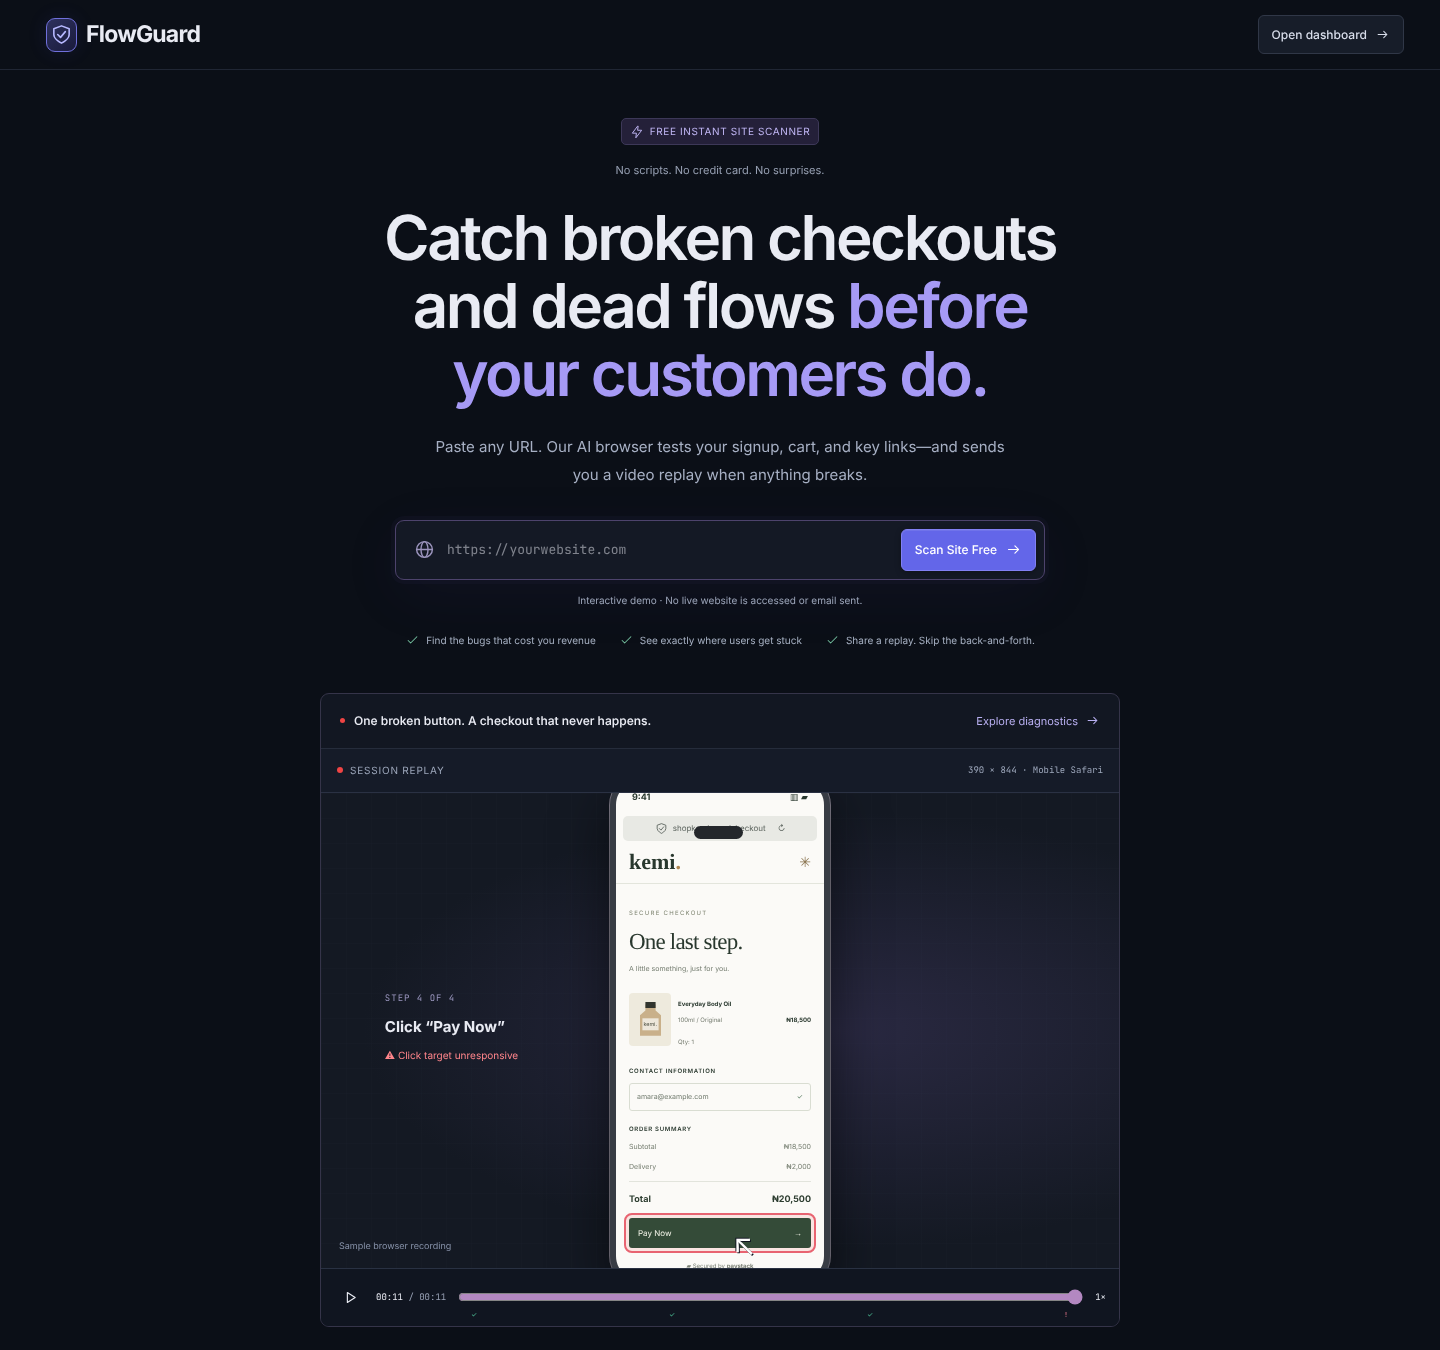 FlowGuard
Open dashboard →
FREE INSTANT SITE SCANNER
No scripts. No credit card. No surprises.
Catch broken checkouts
and dead flows before
your customers do.
Paste any URL. Our AI browser tests your signup, cart, and key links—and sends
you a video replay when anything breaks.
https://yourwebsite.com
Scan Site Free →
Interactive demo · No live website is accessed or email sent.
Find the bugs that cost you revenue
See exactly where users get stuck
Share a replay. Skip the back-and-forth.
One broken button. A checkout that never happens.
Explore diagnostics →
SESSION REPLAY
390 × 844 · Mobile Safari
9:41
kemi.
SECURE CHECKOUT
One last step.
A little something, just for you.
kemi.
Everyday Body Oil
100ml / Original
₦18,500
Qty: 1
CONTACT INFORMATION
amara@example.com
ORDER SUMMARY
Subtotal
₦18,500
Delivery
₦2,000
Total
₦20,500
Pay Now →
Secured by paystack
STEP 4 OF 4
Click “Pay Now”
Click target unresponsive
Sample browser recording
00:11 / 00:11
1×